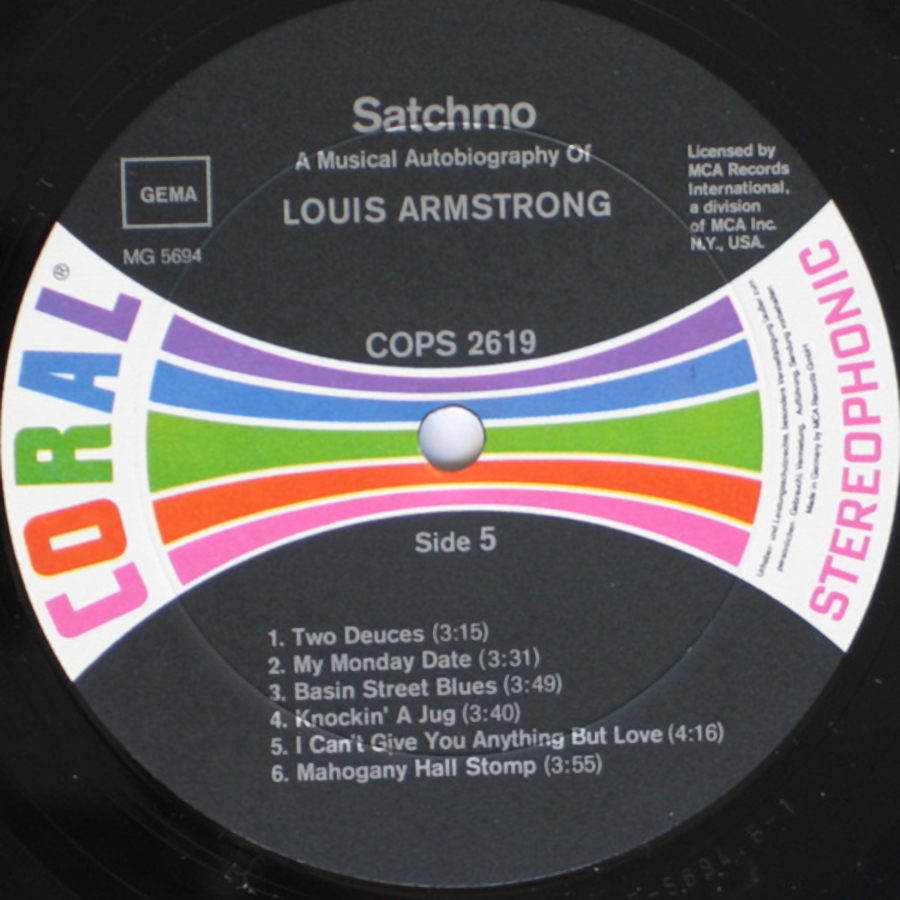 Satchmo
A Musical Autobiography Of
LOUIS ARMSTRONG
GEMA
MG 5694
Licensed by
MCA Records
International,
a division
of MCA Inc.
N.Y., USA.
CORAL®
COPS 2619
STEREOPHONIC
Made in Germany by MCA Records GmbH
Side 5
1. Two Deuces (3:15)
2. My Monday Date (3:31)
3. Basin Street Blues (3:49)
4. Knockin' A Jug (3:40)
5. I Can't Give You Anything But Love (4:16)
6. Mahogany Hall Stomp (3:55)